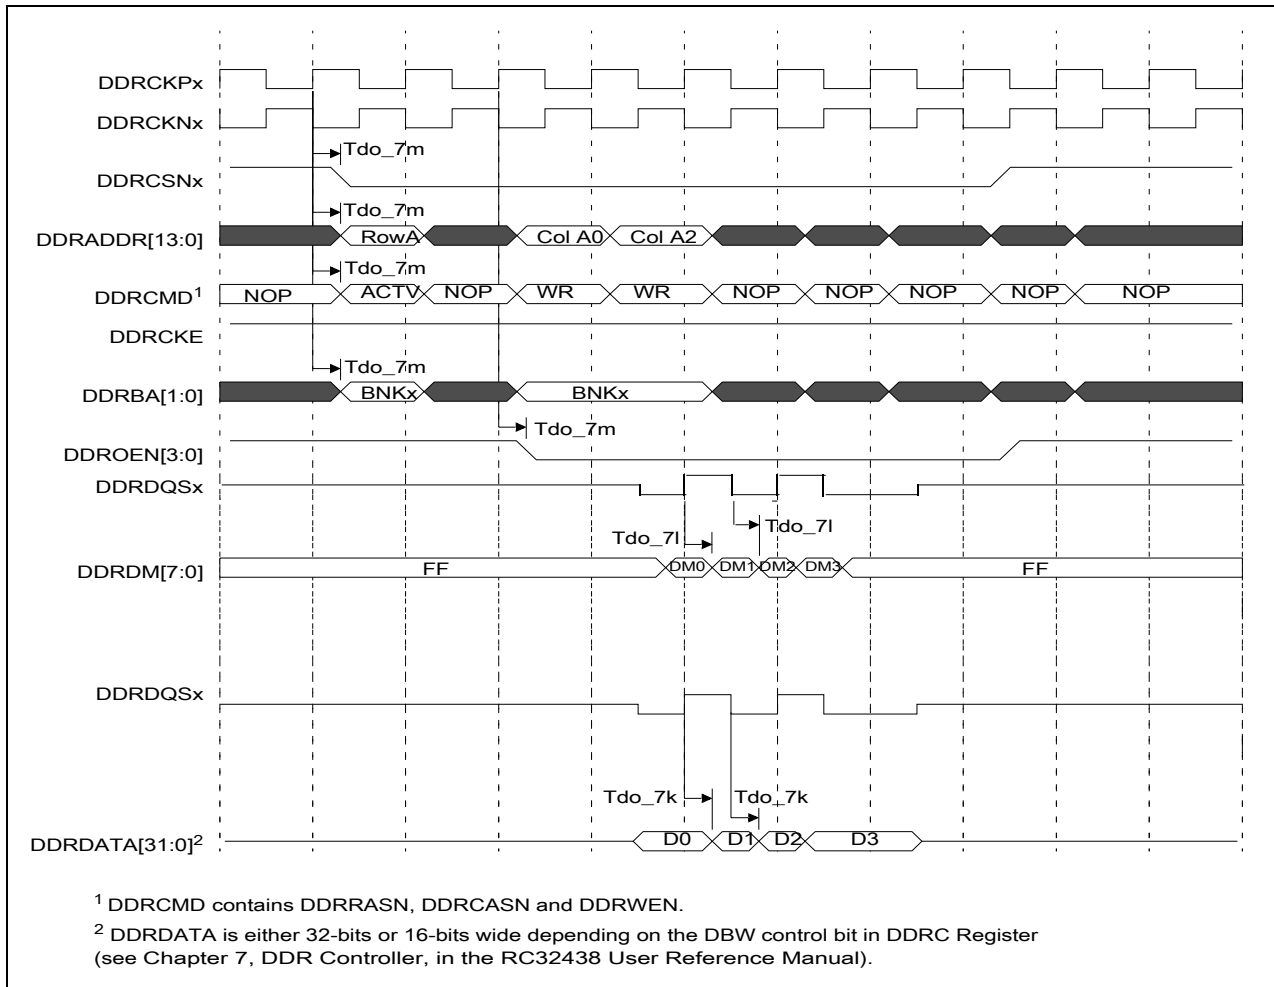 DDRCKPx
DDRCKNx
Tdo_7m
DDRCSNx
Tdo_7m
DDRADDR[13:0] RowA Col A0 Col A2
Tdo_7m
DDRCMD1 NOP ACTV NOP WR WR NOP NOP NOP NOP NOP
DDRCKE
Tdo_7m
DDRBA[1:0] BNKx BNKx
Tdo_7m
DDROEN[3:0]
DDRDQSx
Tdo_7l Tdo_7l
DDRDM[7:0] FF DM0 DM1 DM2 DM3 FF
DDRDQSx
Tdo_7k Tdo_7k
DDRDATA[31:0]2 D0 D1 D2 D3
1 DDRCMD contains DDRRASN, DDRCASN and DDRWEN.
2 DDRDATA is either 32-bits or 16-bits wide depending on the DBW control bit in DDRC Register
(see Chapter 7, DDR Controller, in the RC32438 User Reference Manual).